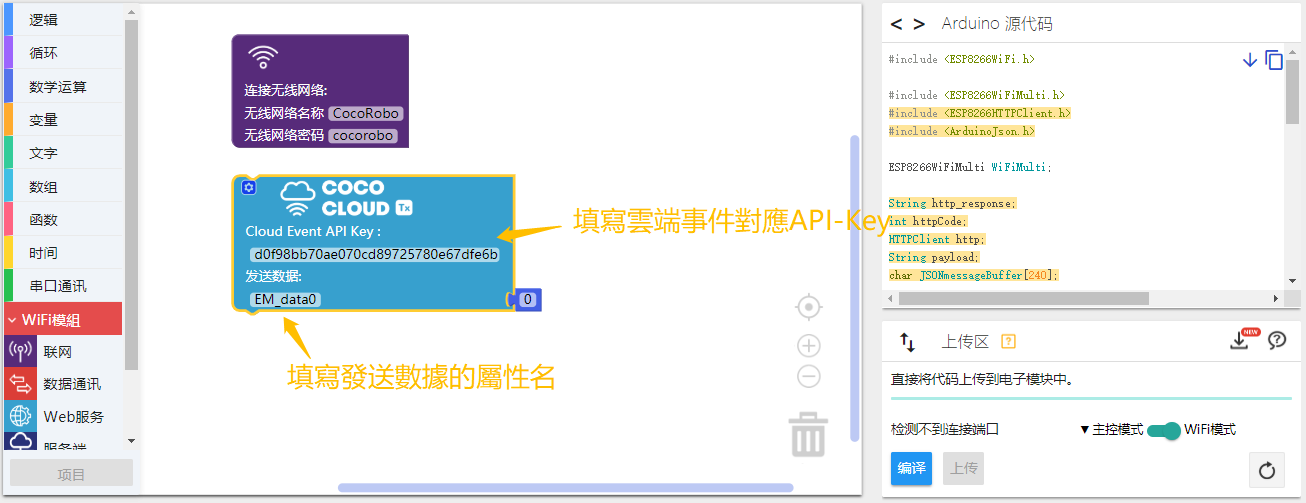 逻辑
循环
数学运算
变量
文字
数组
函数
时间
串口通讯
WiFi模組
联网
数据通讯
Web服务
服务端
项目
连接无线网络:
无线网络名称 CocoRobo
无线网络密码 cocorobo
COCO
CLOUD Tx
Cloud Event API Key :
d0f98bb70ae070cd89725780e67dfe6b
发送数据:
EM_data0
0
填寫雲端事件對應API-Key
填寫發送數據的屬性名
< > Arduino 源代码
#include <ESP8266WiFi.h>
#include <ESP8266WiFiMulti.h>
#include <ESP8266HTTPClient.h>
#include <ArduinoJson.h>
ESP8266WiFiMulti WiFiMulti;
String http_response;
int httpCode;
HTTPClient http;
String payload;
char JSONmessageBuffer[240];
上传区 ?
NEW
?
直接将代码上传到电子模块中。
检测不到连接端口
▼主控模式 WiFi模式
编译
上传